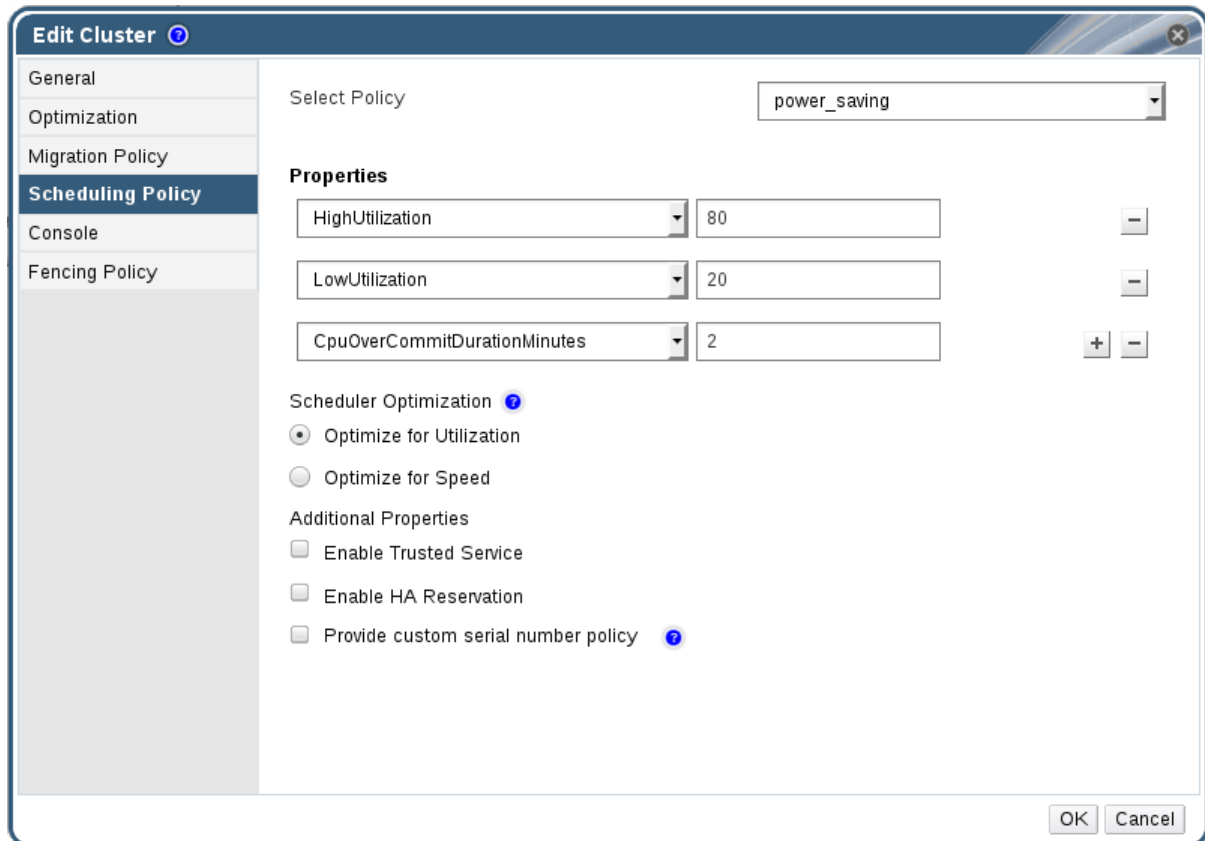 Edit Cluster ?
General
Optimization
Migration Policy
Scheduling Policy
Console
Fencing Policy
Select Policy power_saving
Properties
HighUtilization 80 −
LowUtilization 20 −
CpuOverCommitDurationMinutes 2 + −
Scheduler Optimization ?
Optimize for Utilization
Optimize for Speed
Additional Properties
Enable Trusted Service
Enable HA Reservation
Provide custom serial number policy ?
OK Cancel